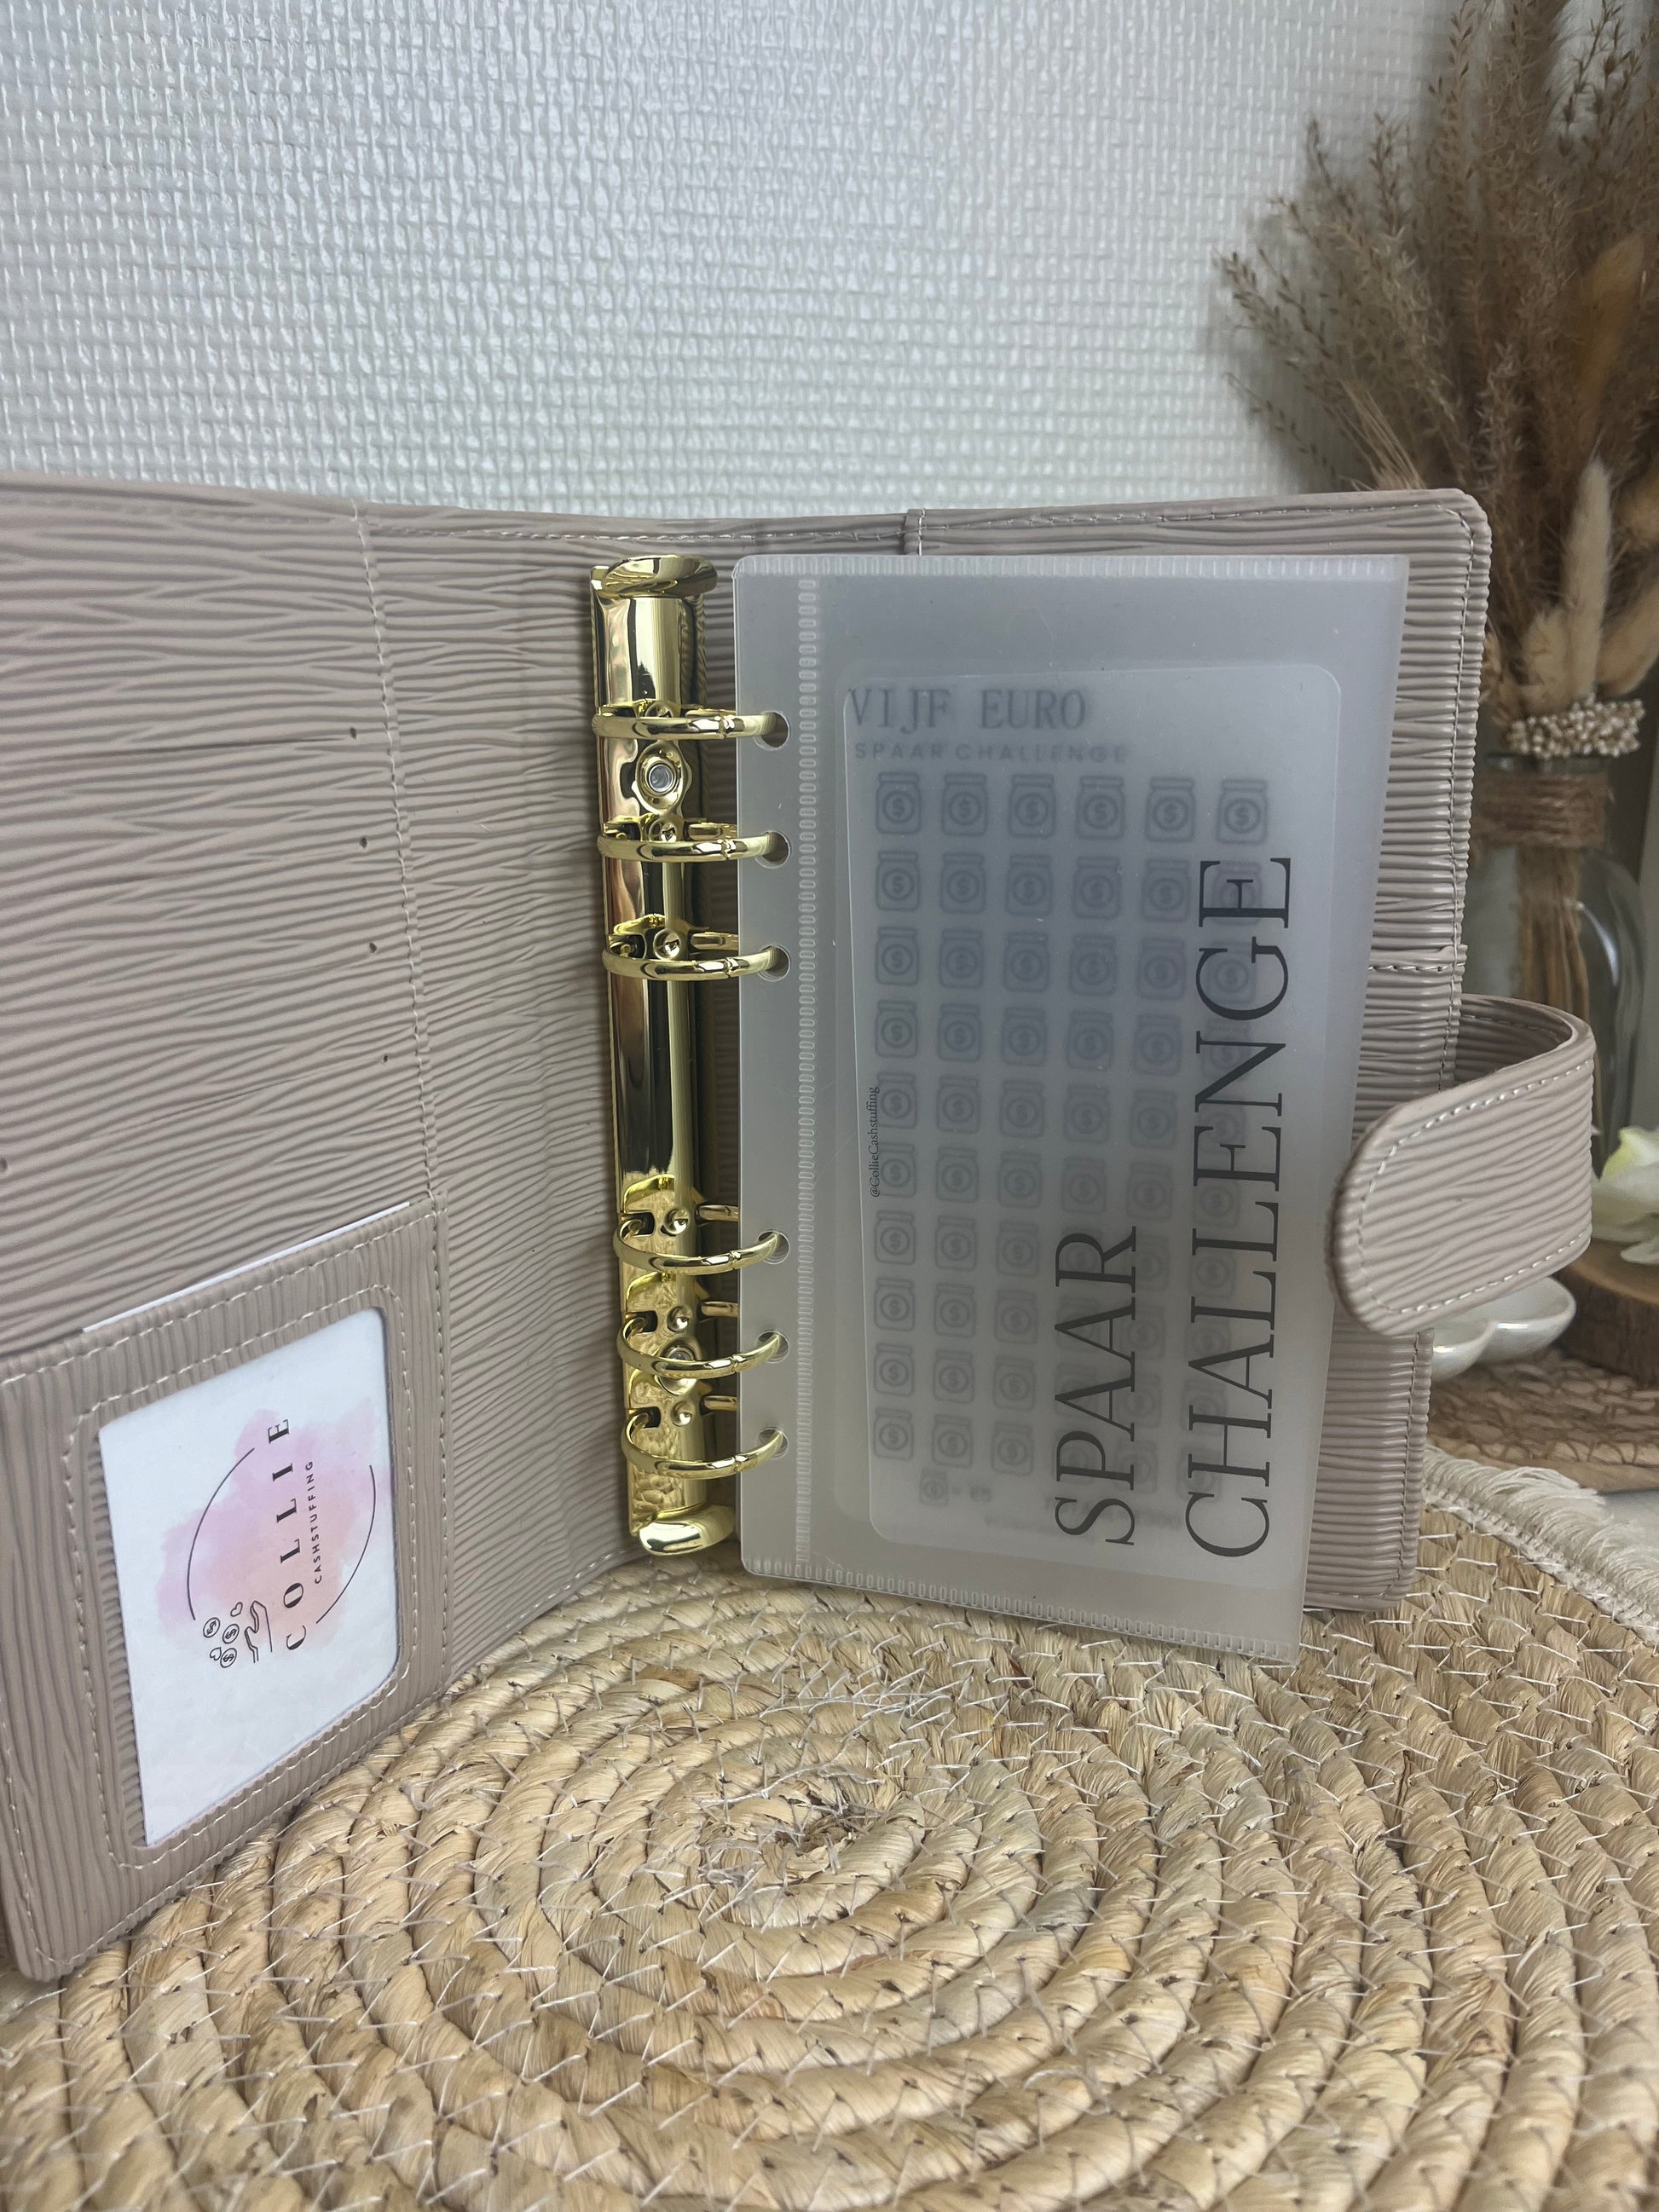 VIJF EURO
SPAAR CHALLENGE
@CollieCashstuffing
SPAAR
CHALLENGE
COLLIE
CASHSTUFFING